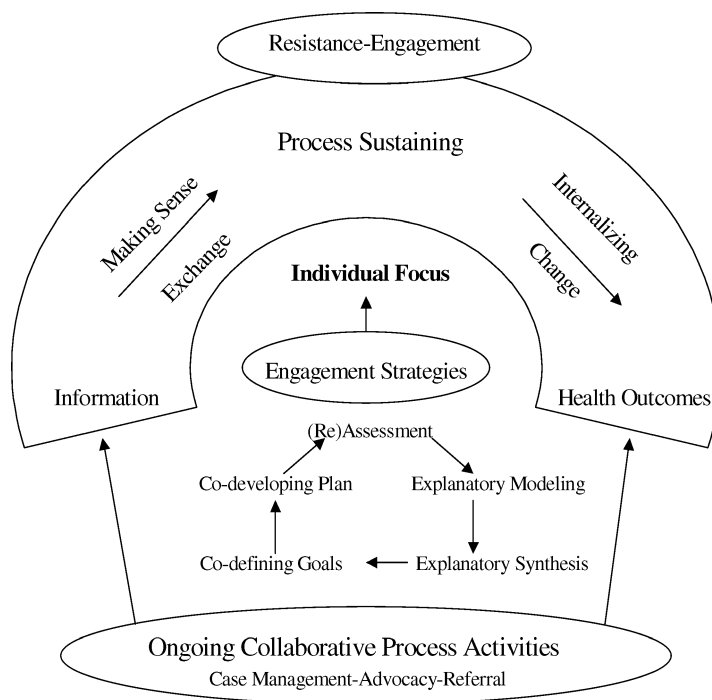 Resistance-Engagement
Process Sustaining
Making Sense
Exchange
Internalizing
Change
Individual Focus
Engagement Strategies
Information
Health Outcomes
(Re)Assessment
Co-developing Plan
Explanatory Modeling
Co-defining Goals
Explanatory Synthesis
Ongoing Collaborative Process Activities
Case Management-Advocacy-Referral